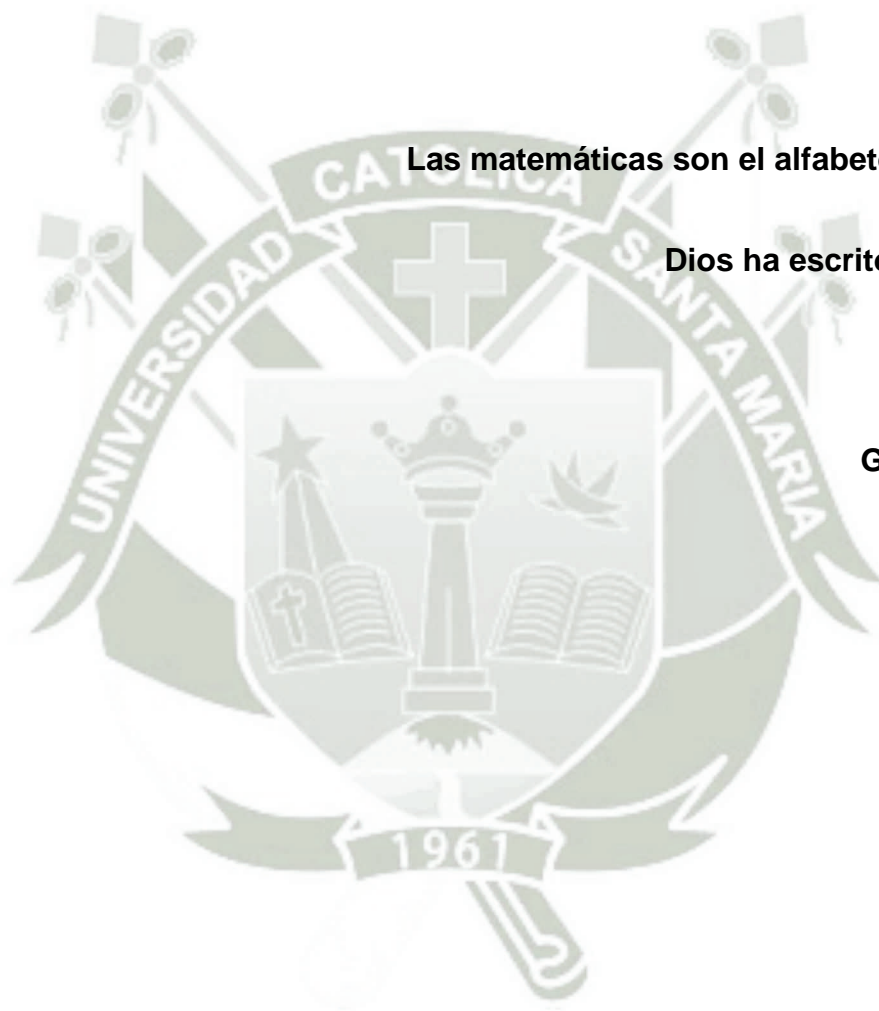 Las matemáticas son el alfabet
Dios ha escrit
G
CATOLICA
UNIVERSIDAD
SANTA MARIA
1961